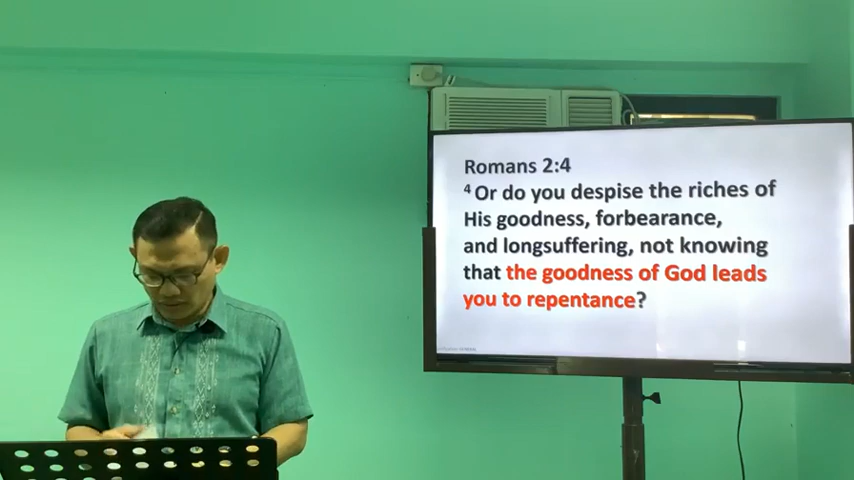 Romans 2:4
4 Or do you despise the riches of
His goodness, forbearance,
and longsuffering, not knowing
that the goodness of God leads
you to repentance?